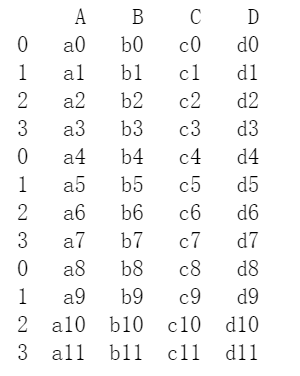 A B C D
0 a0 b0 c0 d0
1 a1 b1 c1 d1
2 a2 b2 c2 d2
3 a3 b3 c3 d3
0 a4 b4 c4 d4
1 a5 b5 c5 d5
2 a6 b6 c6 d6
3 a7 b7 c7 d7
0 a8 b8 c8 d8
1 a9 b9 c9 d9
2 a10 b10 c10 d10
3 a11 b11 c11 d11